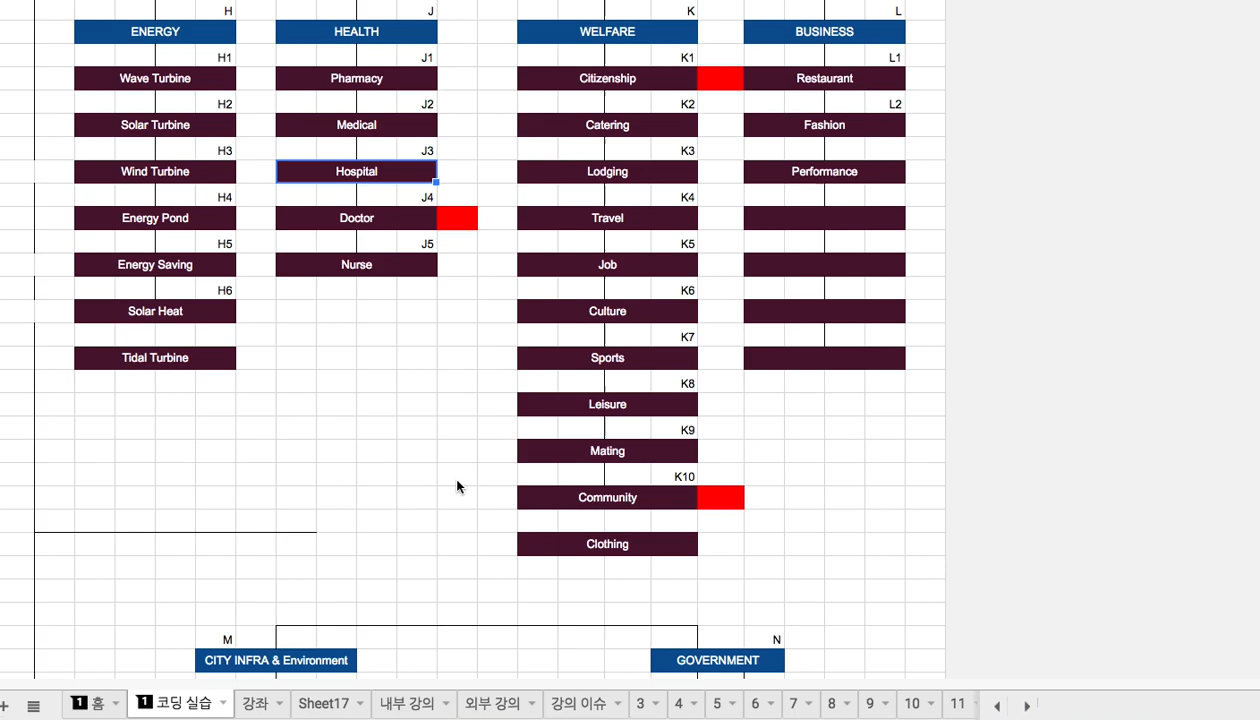 H J K L
ENERGY HEALTH WELFARE BUSINESS
H1 J1 K1 L1
Wave Turbine Pharmacy Citizenship Restaurant
H2 J2 K2 L2
Solar Turbine Medical Catering Fashion
H3 J3 K3
Wind Turbine Hospital Lodging Performance
H4 J4 K4
Energy Pond Doctor Travel
H5 J5 K5
Energy Saving Nurse Job
H6 K6
Solar Heat Culture
K7
Tidal Turbine Sports
K8
Leisure
K9
Mating
K10
Community
Clothing
M N
CITY INFRA & Environment GOVERNMENT
1 홈 1 코딩 실습 강좌 Sheet17 내부 강의 외부 강의 강의 이슈 3 4 5 6 7 8 9 10 11